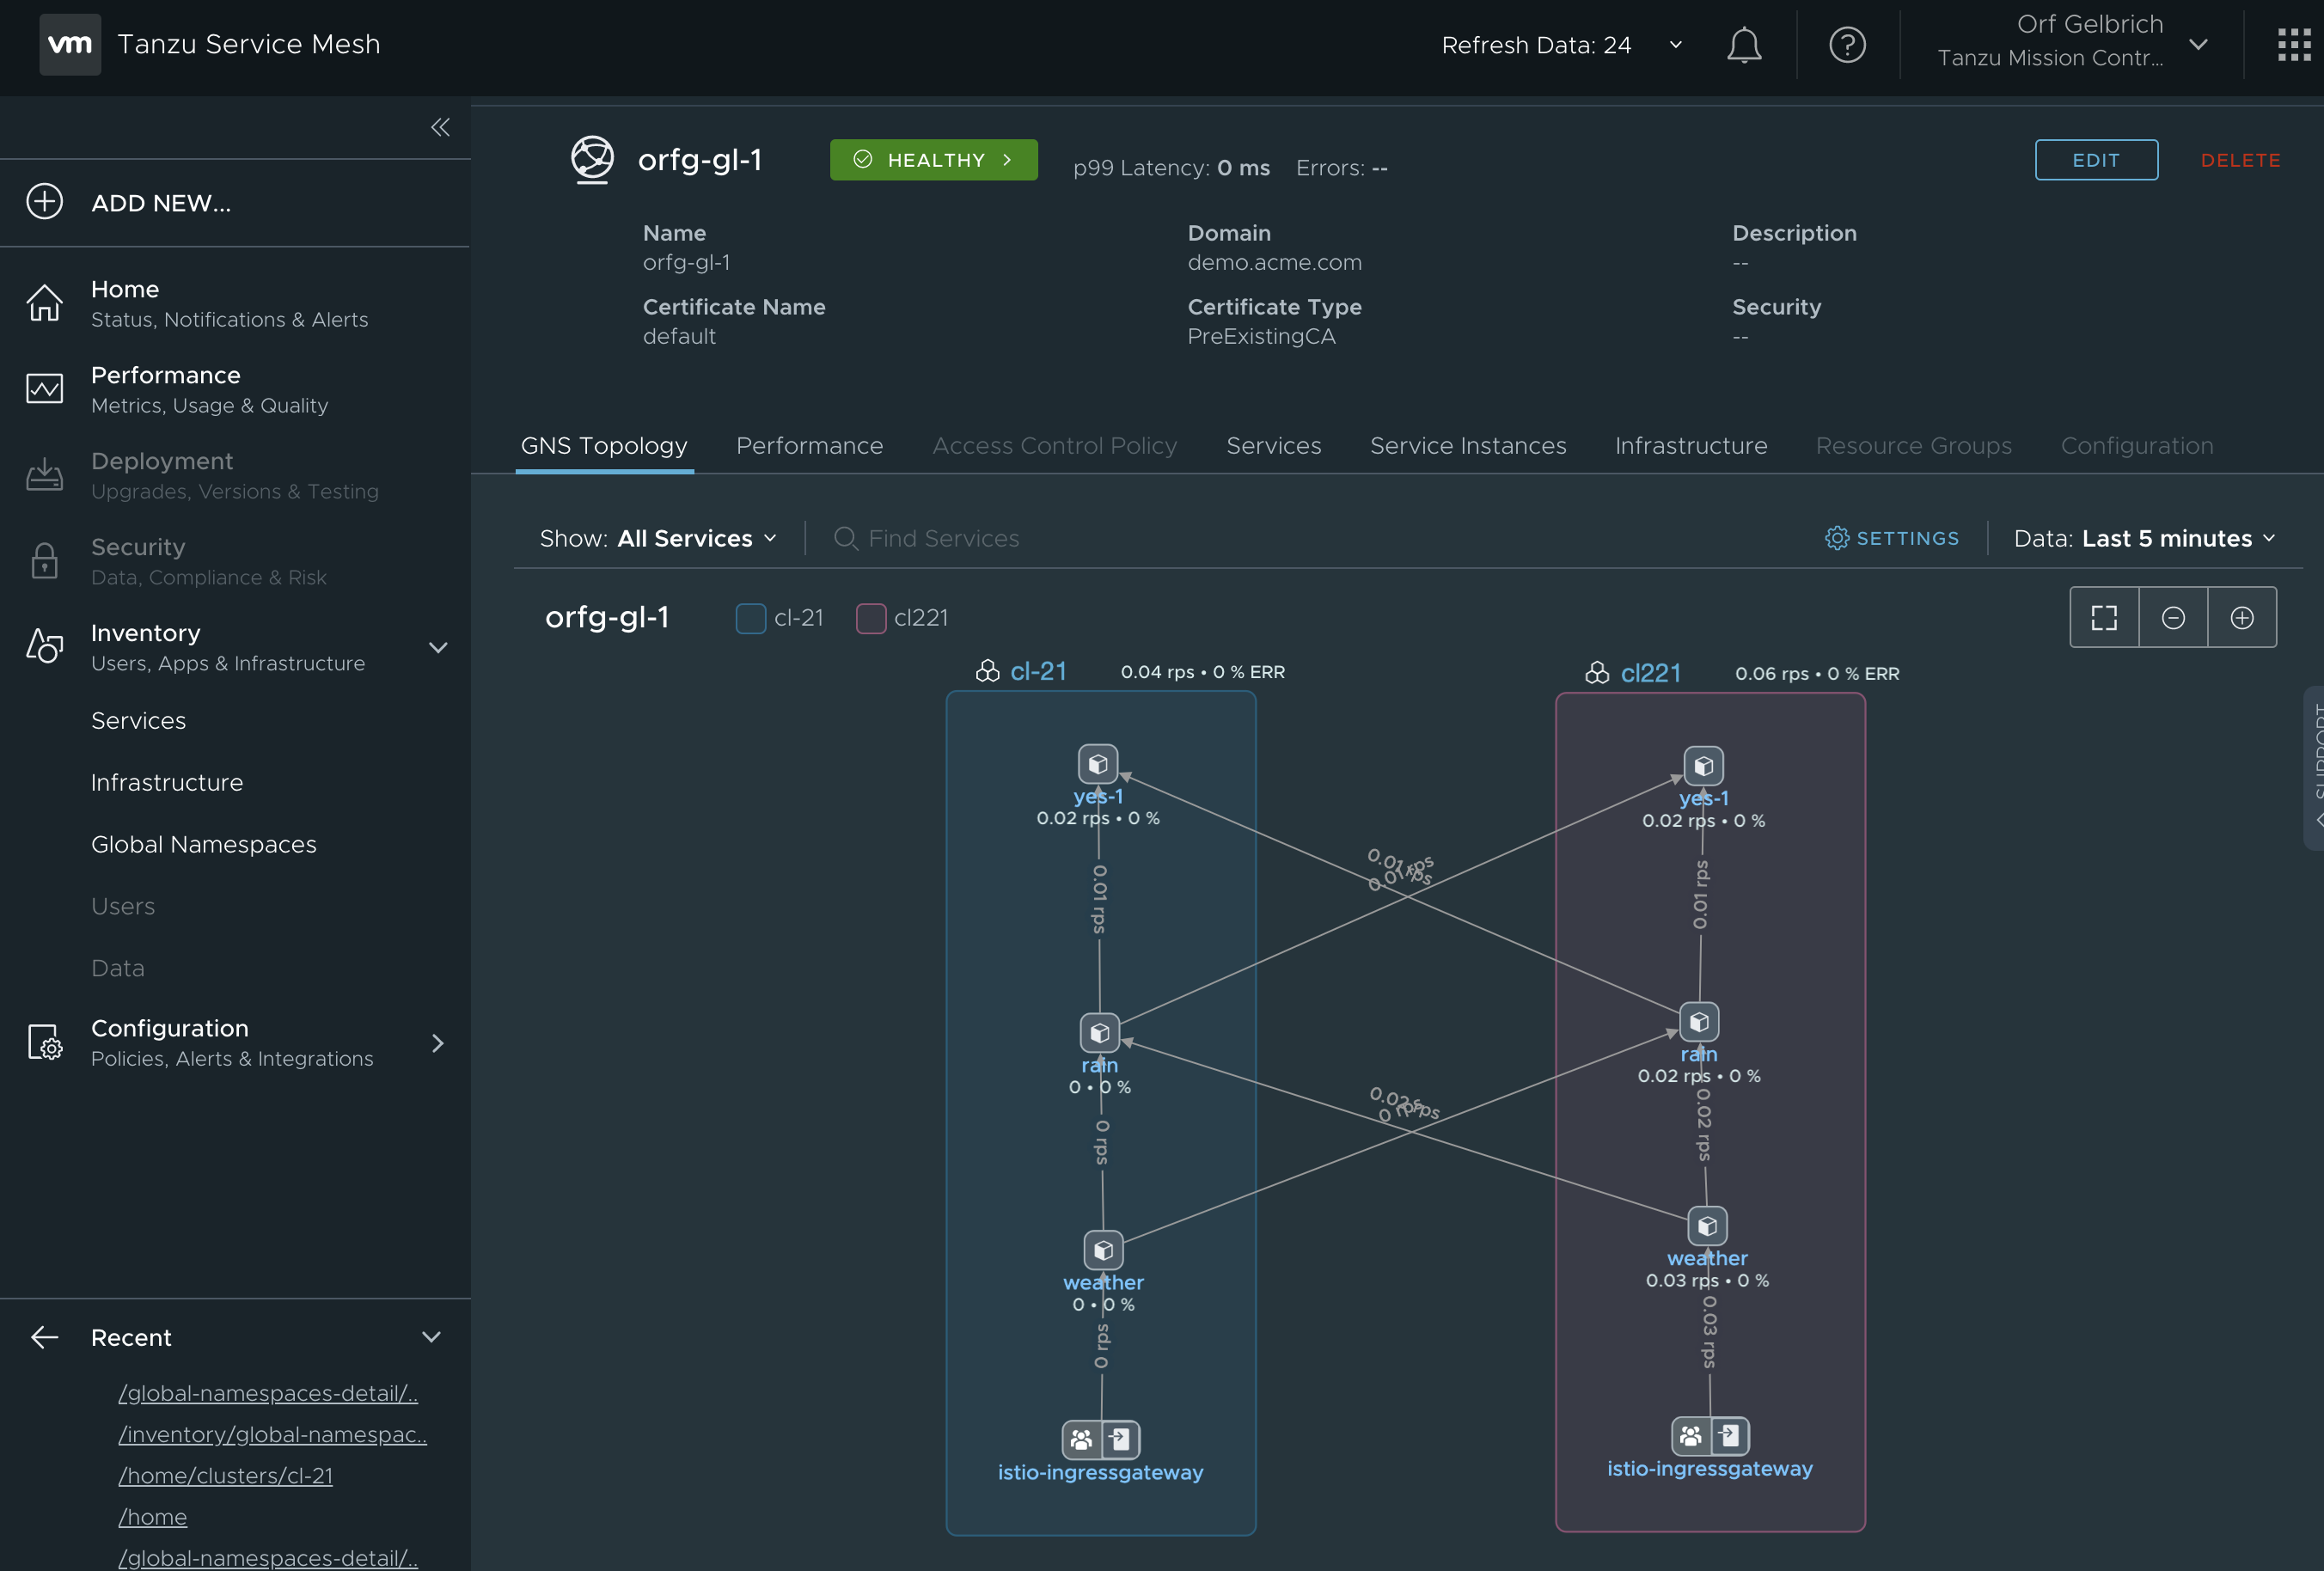 vm Tanzu Service Mesh
Refresh Data: 24
Orf Gelbrich
Tanzu Mission Contr...
ADD NEW...
Home
Status, Notifications & Alerts
Performance
Metrics, Usage & Quality
Deployment
Upgrades, Versions & Testing
Security
Data, Compliance & Risk
Inventory
Users, Apps & Infrastructure
Services
Infrastructure
Global Namespaces
Users
Data
Configuration
Policies, Alerts & Integrations
Recent
/global-namespaces-detail/..
/inventory/global-namespac..
/home/clusters/cl-21
/home
/global-namespaces-detail/..
orfg-gl-1
HEALTHY
p99 Latency: 0 ms Errors: --
EDIT
DELETE
Name
orfg-gl-1
Domain
demo.acme.com
Description
--
Certificate Name
default
Certificate Type
PreExistingCA
Security
--
GNS Topology Performance Access Control Policy Services Service Instances Infrastructure Resource Groups Configuration
Show: All Services
Find Services
SETTINGS
Data: Last 5 minutes
orfg-gl-1 cl-21 cl221
cl-21 0.04 rps • 0 % ERR
yes-1
0.02 rps • 0 %
0.01 rps
rain
0 • 0 %
0 rps
weather
0 • 0 %
0 rps
istio-ingressgateway
0.01 rps
0.01 rps
0.02 rps
0 rps
cl221 0.06 rps • 0 % ERR
yes-1
0.02 rps • 0 %
0.01 rps
rain
0.02 rps • 0 %
0.02 rps
weather
0.03 rps • 0 %
0.03 rps
istio-ingressgateway
SUPPORT